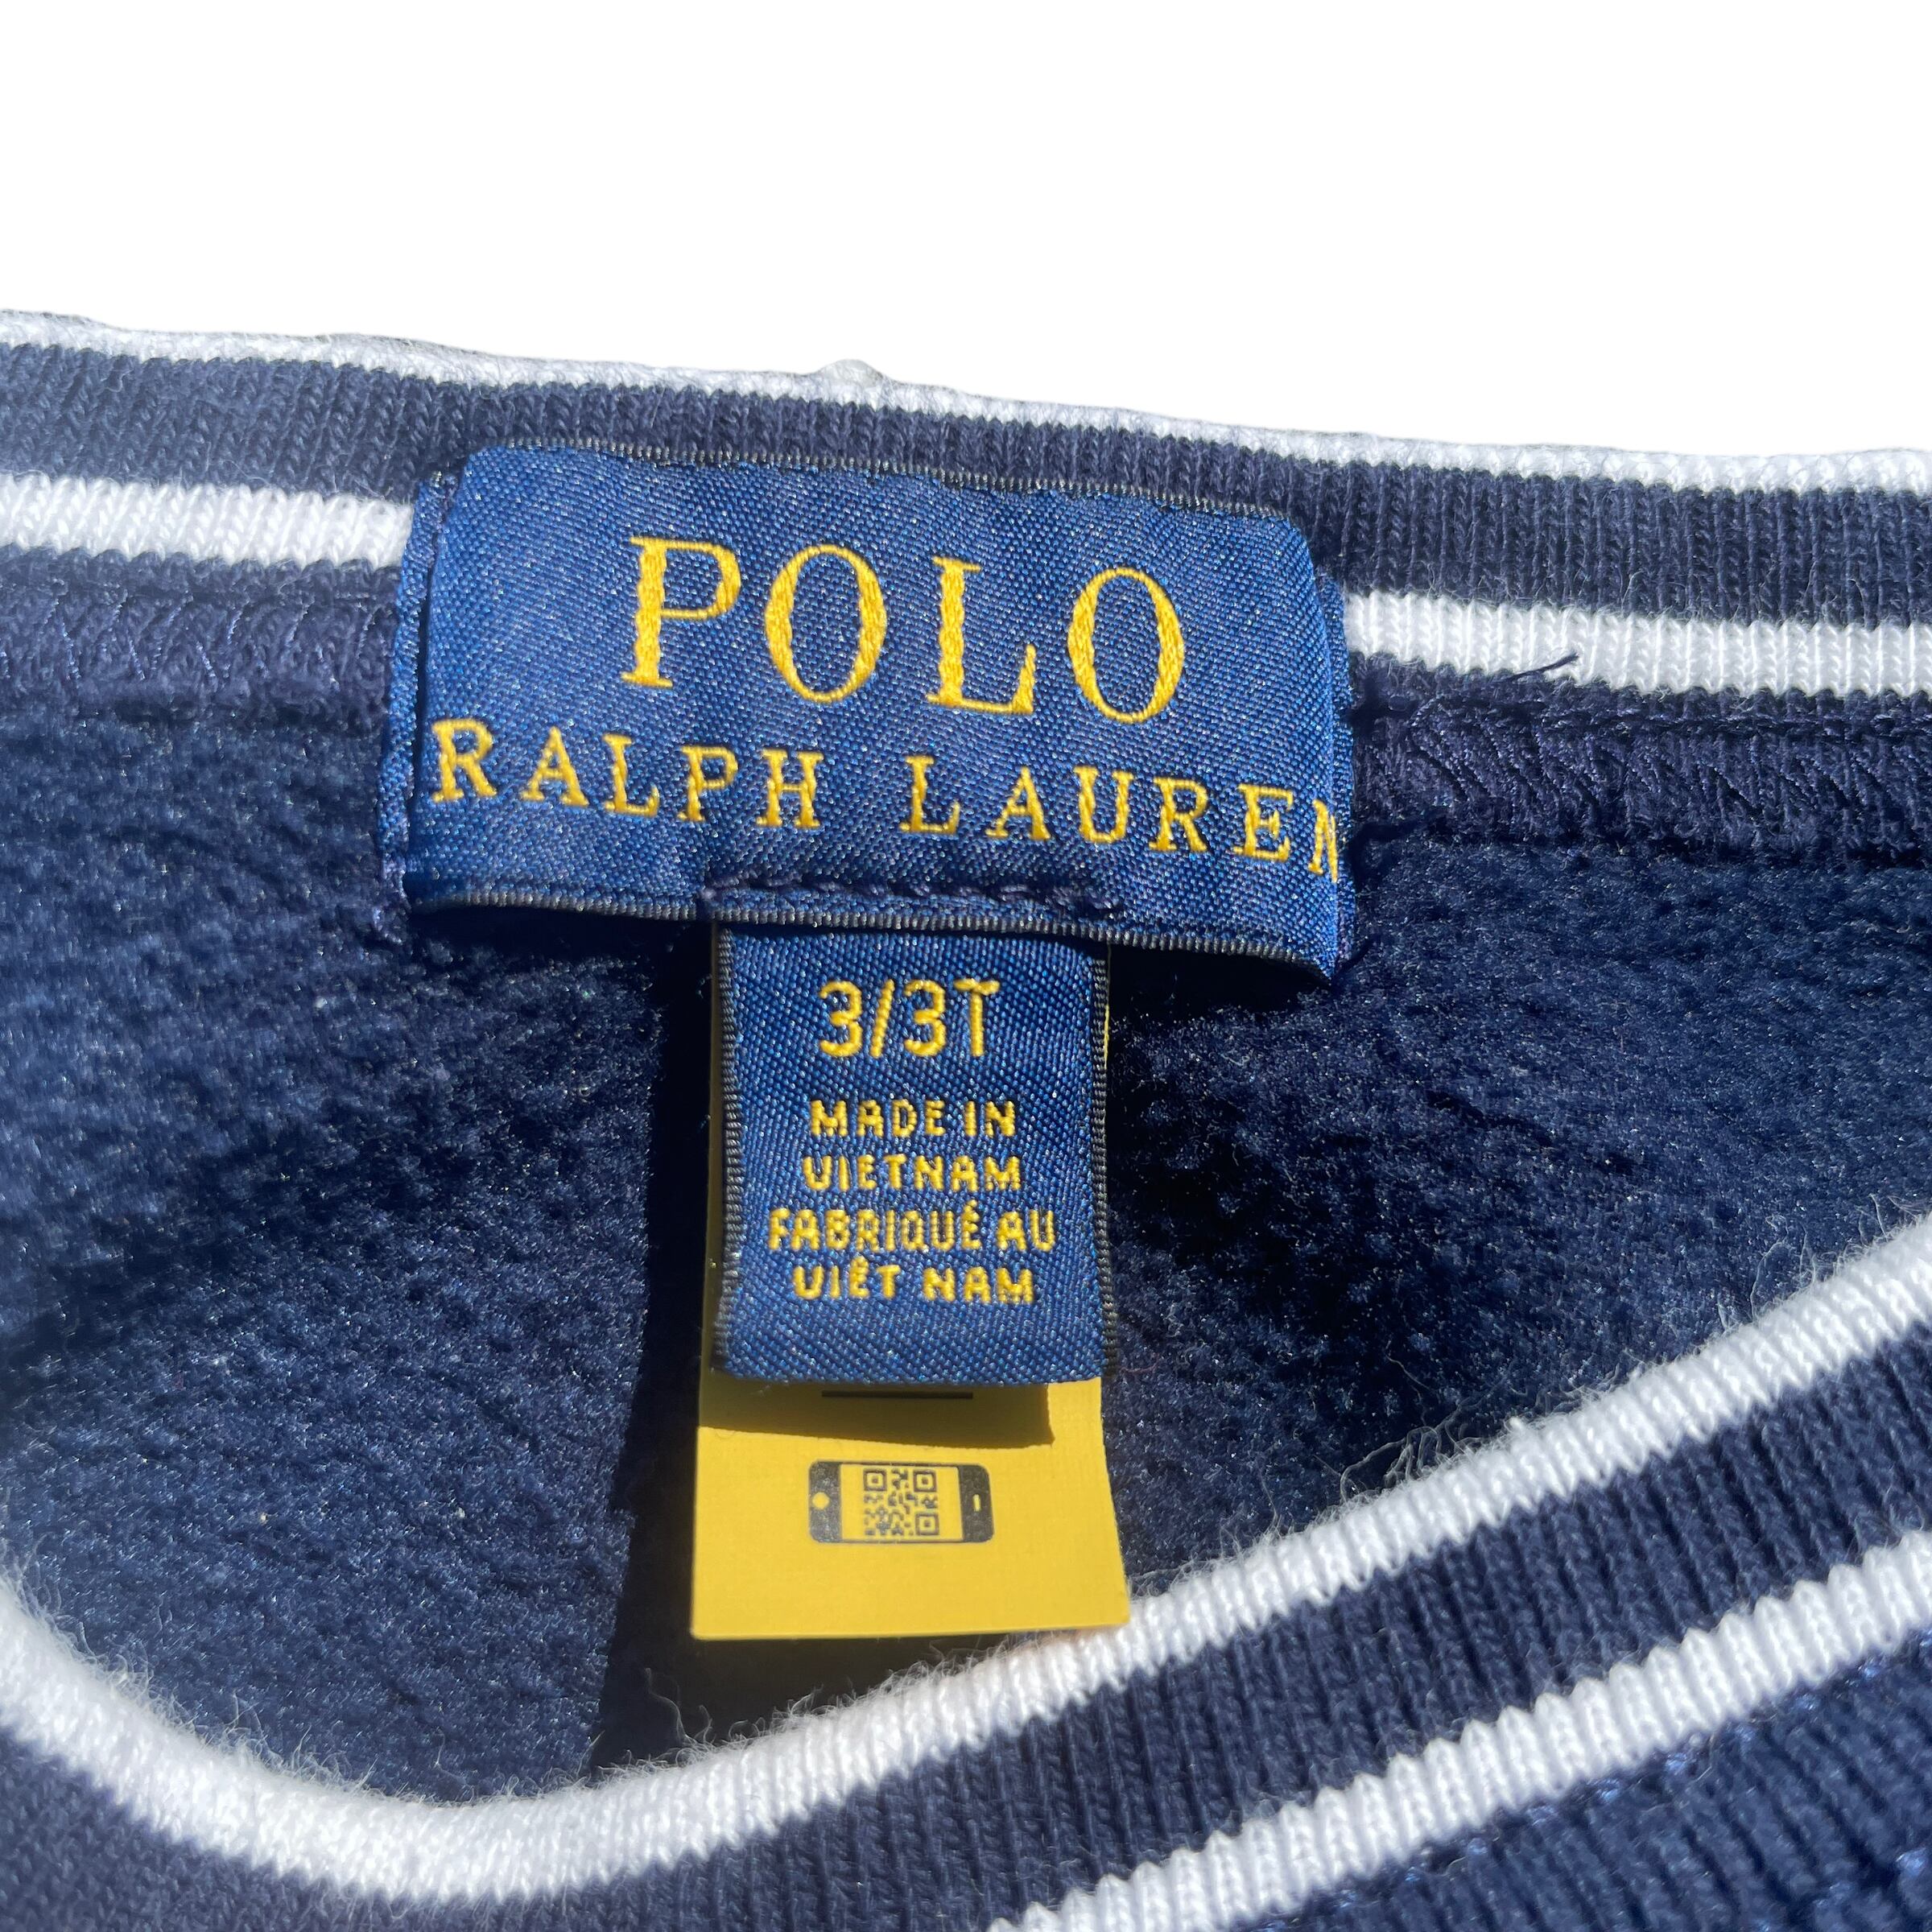 POLO
RALPH LAUREN
3/3T
MADE IN
VIETNAM
FABRIQUÉ AU
VIÊT NAM